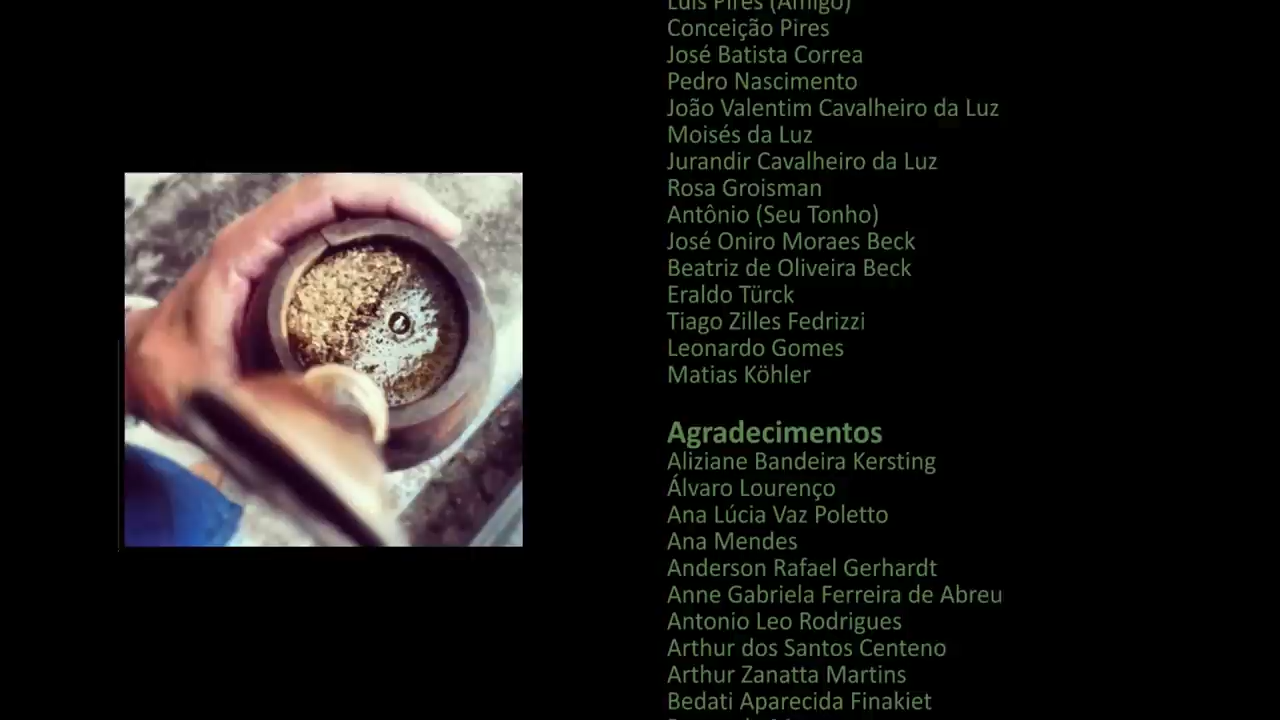 Luis Pires (Amigo)
Conceição Pires
José Batista Correa
Pedro Nascimento
João Valentim Cavalheiro da Luz
Moisés da Luz
Jurandir Cavalheiro da Luz
Rosa Groisman
Antônio (Seu Tonho)
José Oniro Moraes Beck
Beatriz de Oliveira Beck
Eraldo Türck
Tiago Zilles Fedrizzi
Leonardo Gomes
Matias Köhler
Agradecimentos
Aliziane Bandeira Kersting
Álvaro Lourenço
Ana Lúcia Vaz Poletto
Ana Mendes
Anderson Rafael Gerhardt
Anne Gabriela Ferreira de Abreu
Antonio Leo Rodrigues
Arthur dos Santos Centeno
Arthur Zanatta Martins
Bedati Aparecida Finakiet